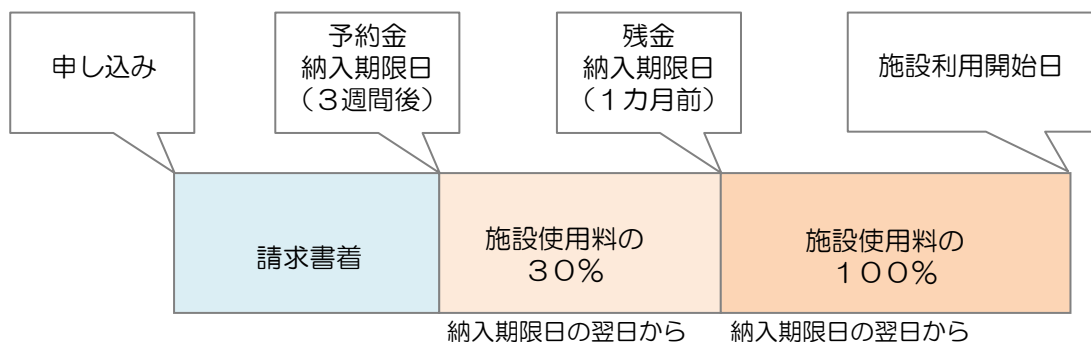 申し込み
予約金
納入期限日
（３週間後）
残金
納入期限日
（１カ月前）
施設利用開始日
請求書着
施設使用料の
３０％
施設使用料の
１００％
納入期限日の翌日から
納入期限日の翌日から